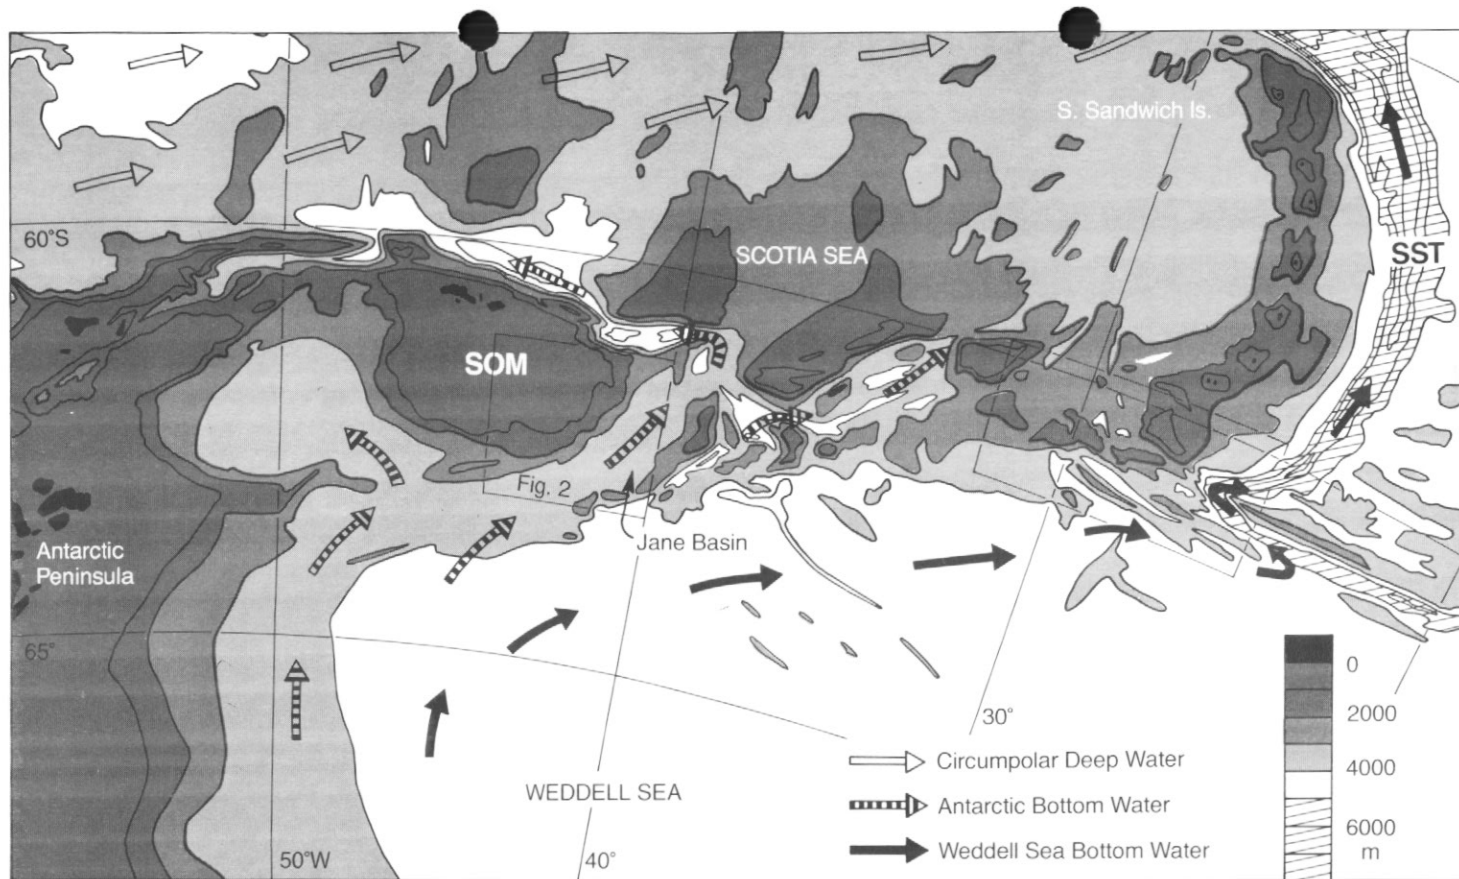 S. Sandwich Is.
60°S
SCOTIA SEA
SST
SOM
Fig. 2
Jane Basin
Antarctic
Peninsula
65°
0
30°
2000
Circumpolar Deep Water
4000
WEDDELL SEA
Antarctic Bottom Water
6000
m
50°W
40°
Weddell Sea Bottom Water